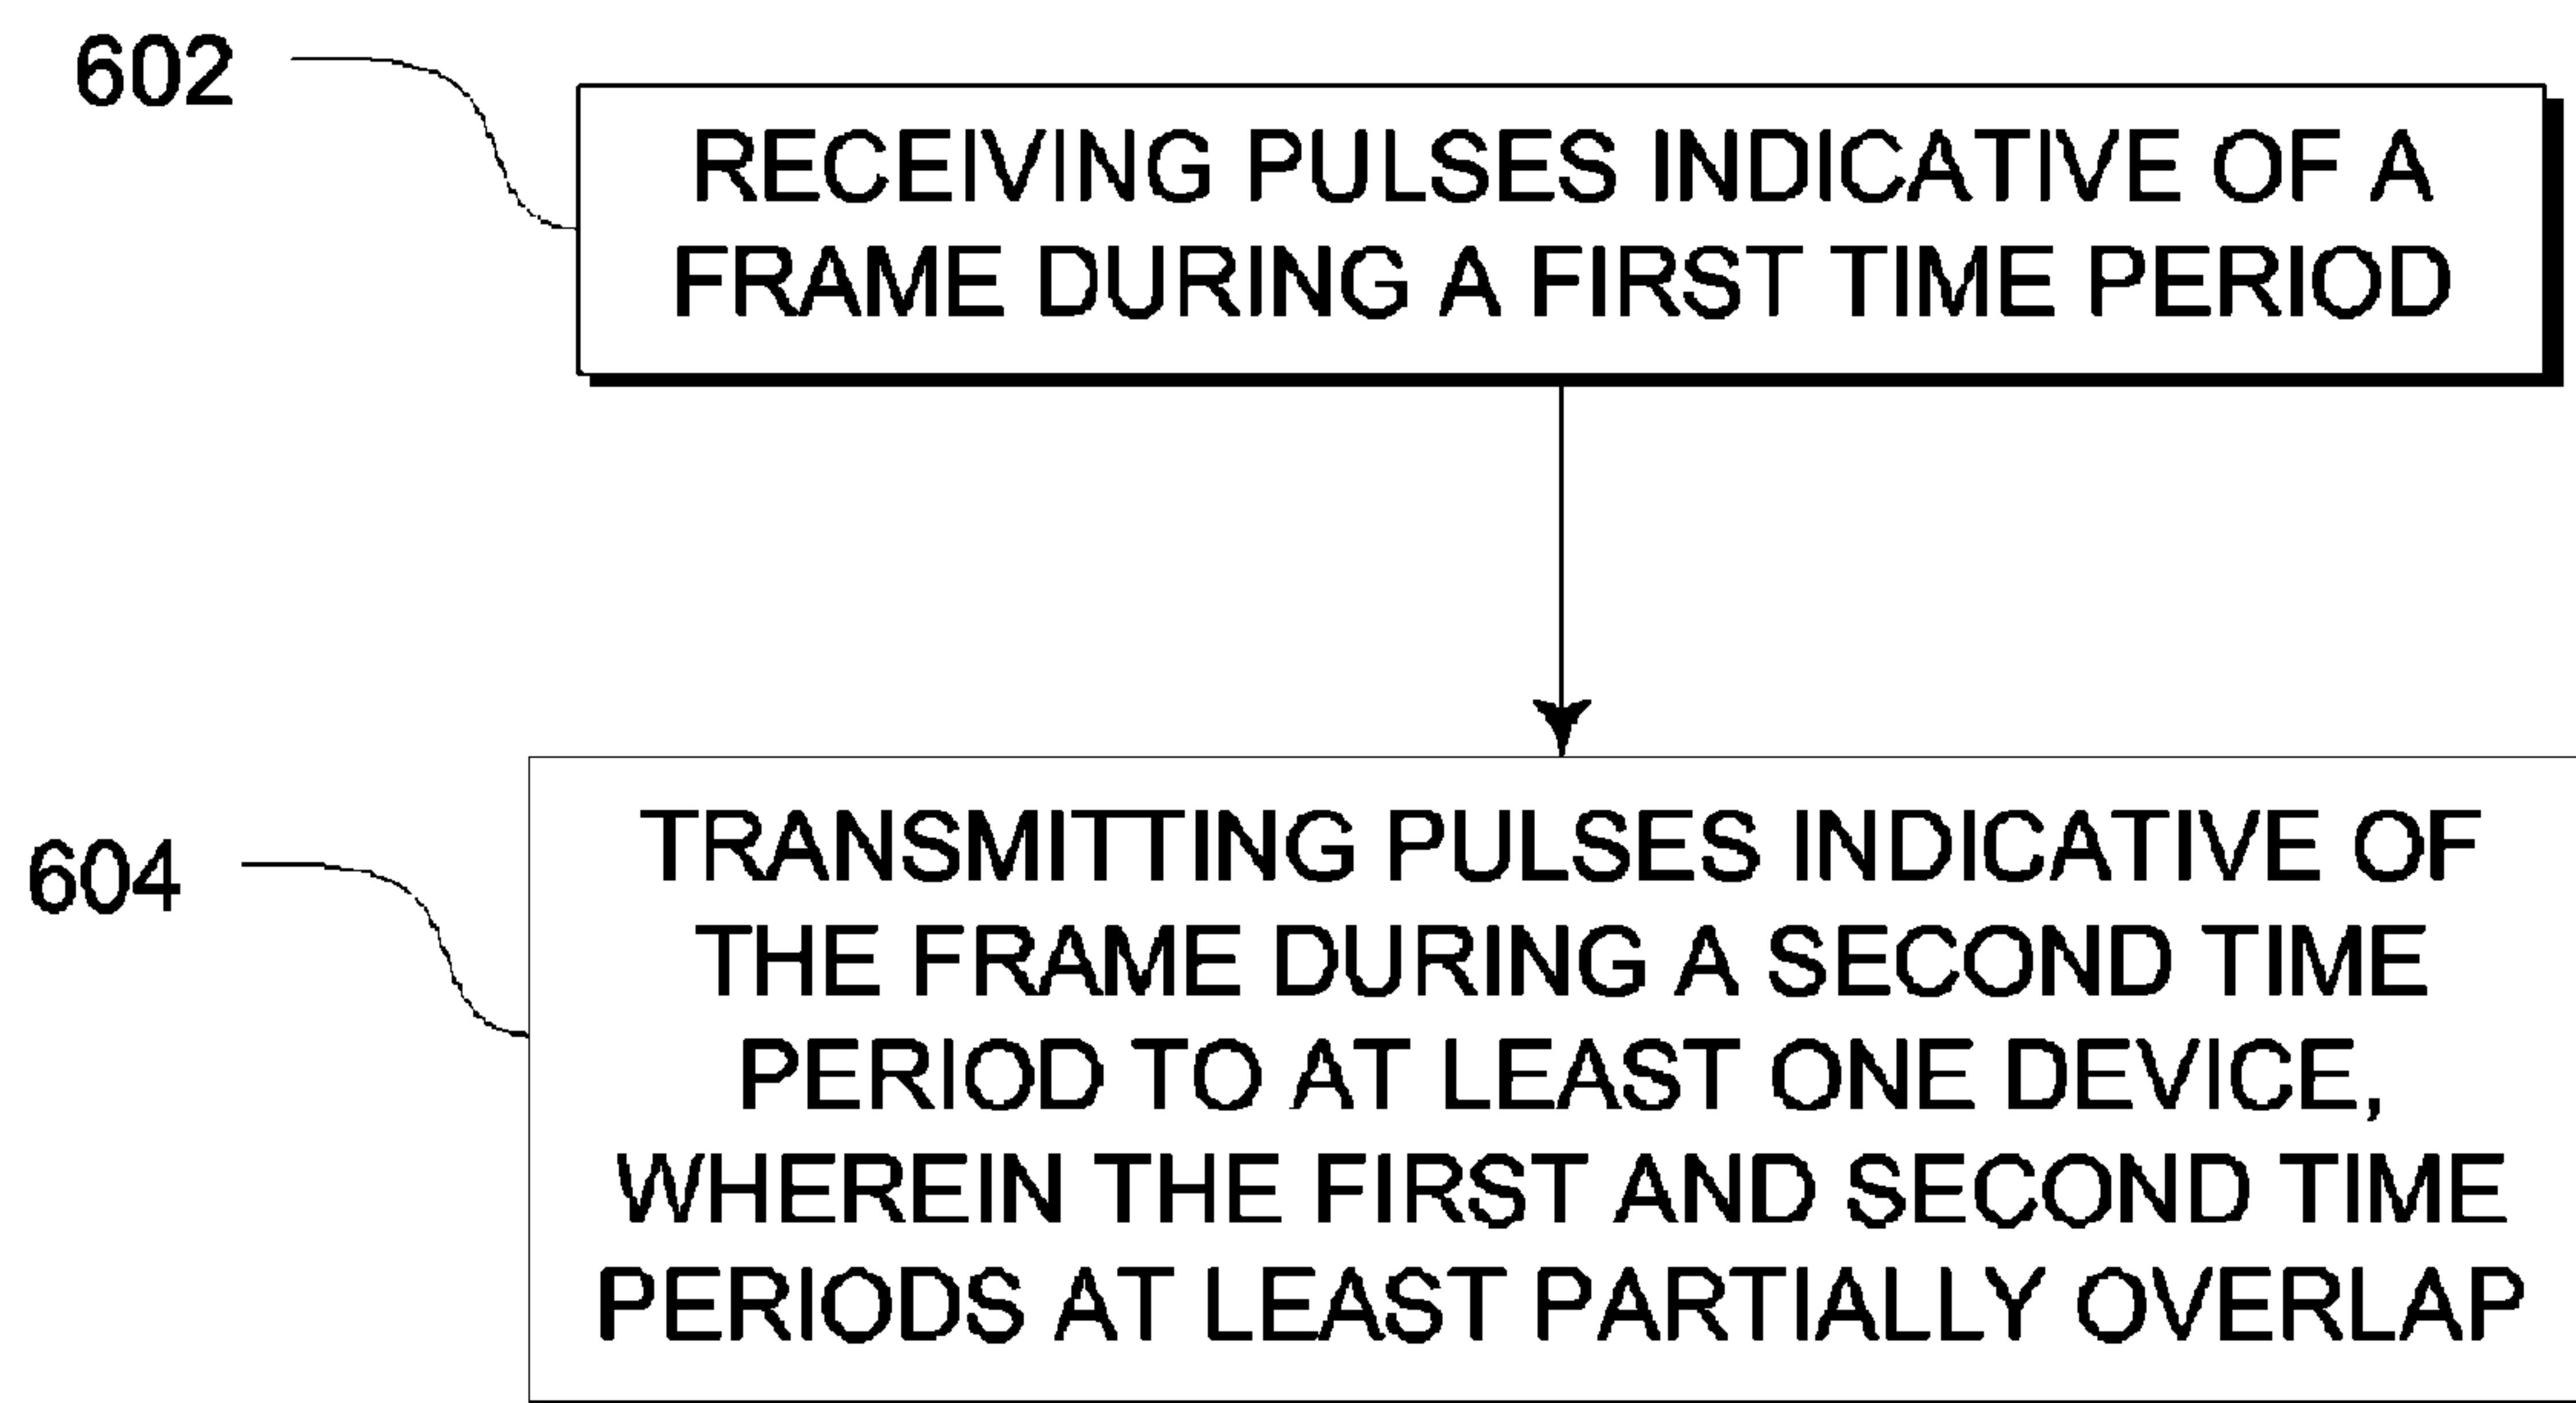 602
RECEIVING PULSES INDICATIVE OF A
FRAME DURING A FIRST TIME PERIOD
604
TRANSMITTING PULSES INDICATIVE OF
THE FRAME DURING A SECOND TIME
PERIOD TO AT LEAST ONE DEVICE,
WHEREIN THE FIRST AND SECOND TIME
PERIODS AT LEAST PARTIALLY OVERLAP